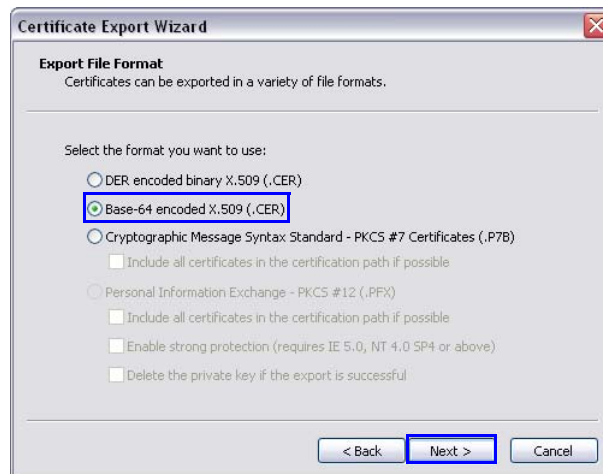 Certificate Export Wizard
Export File Format
Certificates can be exported in a variety of file formats.
Select the format you want to use:
DER encoded binary X.509 (.CER)
Base-64 encoded X.509 (.CER)
Cryptographic Message Syntax Standard - PKCS #7 Certificates (.P7B)
Include all certificates in the certification path if possible
Personal Information Exchange - PKCS #12 (.PFX)
Include all certificates in the certification path if possible
Enable strong protection (requires IE 5.0, NT 4.0 SP4 or above)
Delete the private key if the export is successful
< Back Next > Cancel